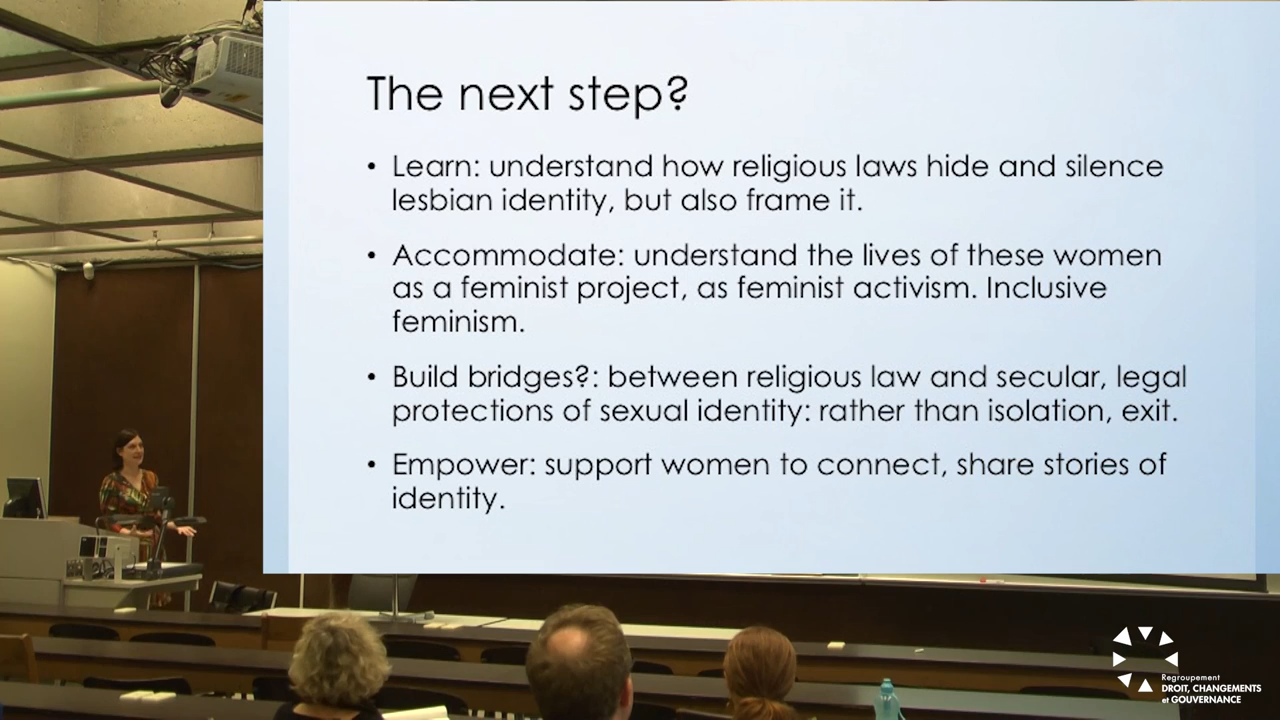 The next step?
• Learn: understand how religious laws hide and silence
lesbian identity, but also frame it.
• Accommodate: understand the lives of these women
as a feminist project, as feminist activism. Inclusive
feminism.
• Build bridges?: between religious law and secular, legal
protections of sexual identity: rather than isolation, exit.
• Empower: support women to connect, share stories of
identity.
Regroupement
DROIT, CHANGEMENTS
et GOUVERNANCE